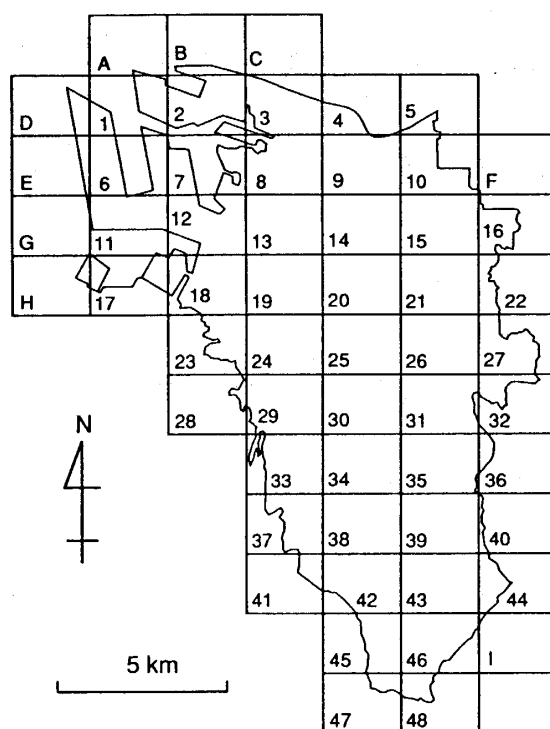 A B C
D 1 2 3 4 5
E 6 7 8 9 10 F
G 11 12 13 14 15 16
H 17 18 19 20 21 22
23 24 25 26 27
28 29 30 31 32
N
33 34 35 36
37 38 39 40
41 42 43 44
5 km
45 46 I
47 48